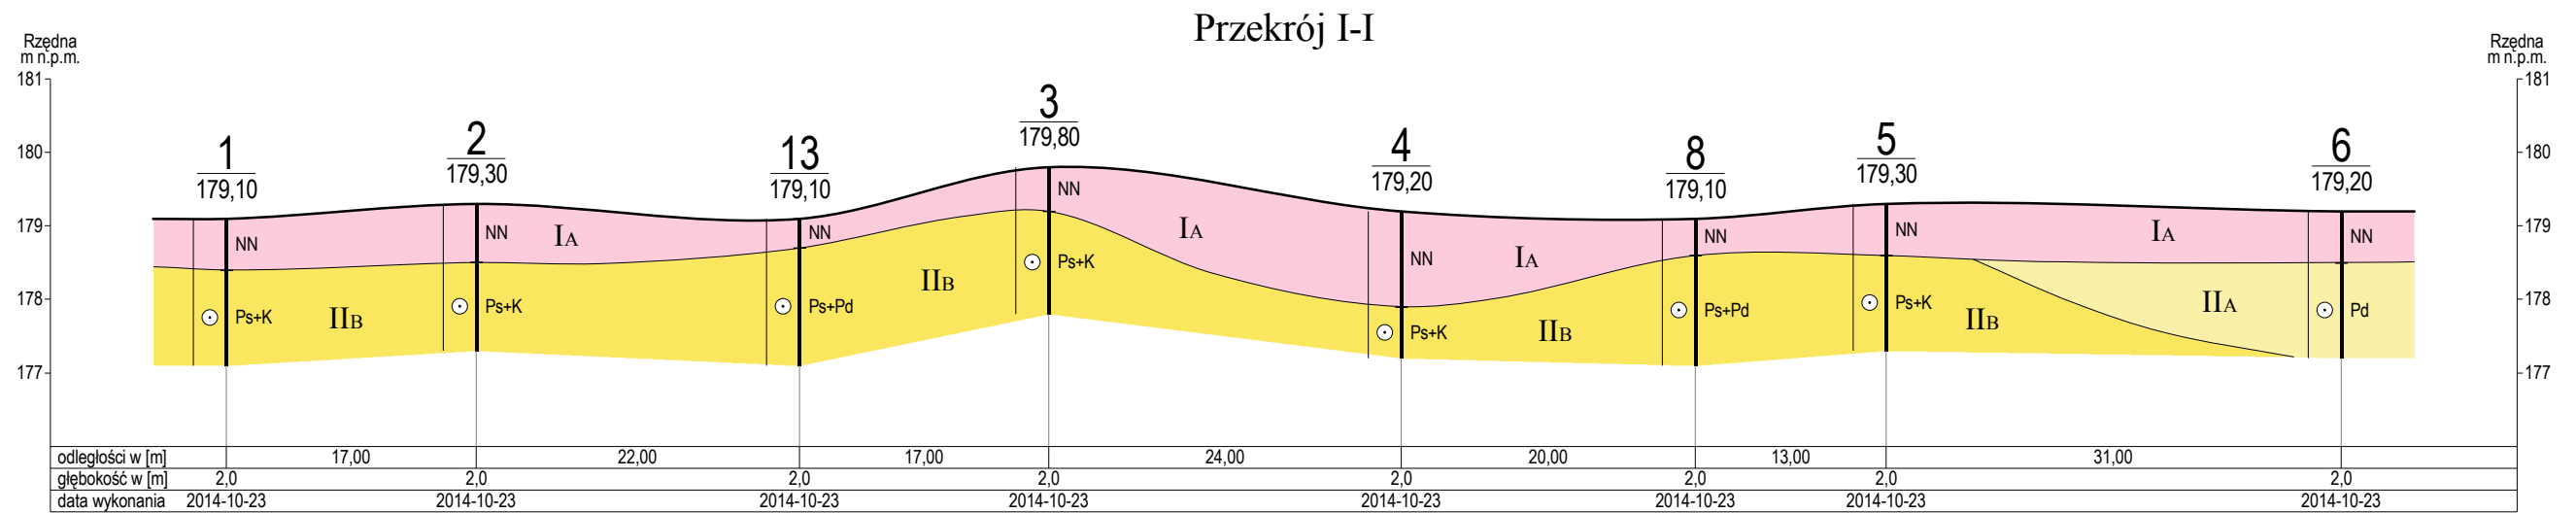 Przekrój I-I
Rzędna
m n.p.m.
Rzędna
m n.p.m.
181
181
180
180
179
179
178
178
177
177
1
179,10
2
179,30
13
179,10
3
179,80
4
179,20
8
179,10
5
179,30
6
179,20
NN
NN
IA
NN
NN
IA
NN
IA
NN
NN
IA
NN
Ps+K
IIB
Ps+K
Ps+Pd
IIB
Ps+K
Ps+K
IIB
Ps+Pd
Ps+K
IIB
IIA
Pd
odległości w [m] 17,00 22,00 17,00 24,00 20,00 13,00 31,00
głębokość w [m] 2,0 2,0 2,0 2,0 2,0 2,0 2,0 2,0
data wykonania 2014-10-23 2014-10-23 2014-10-23 2014-10-23 2014-10-23 2014-10-23 2014-10-23 2014-10-23